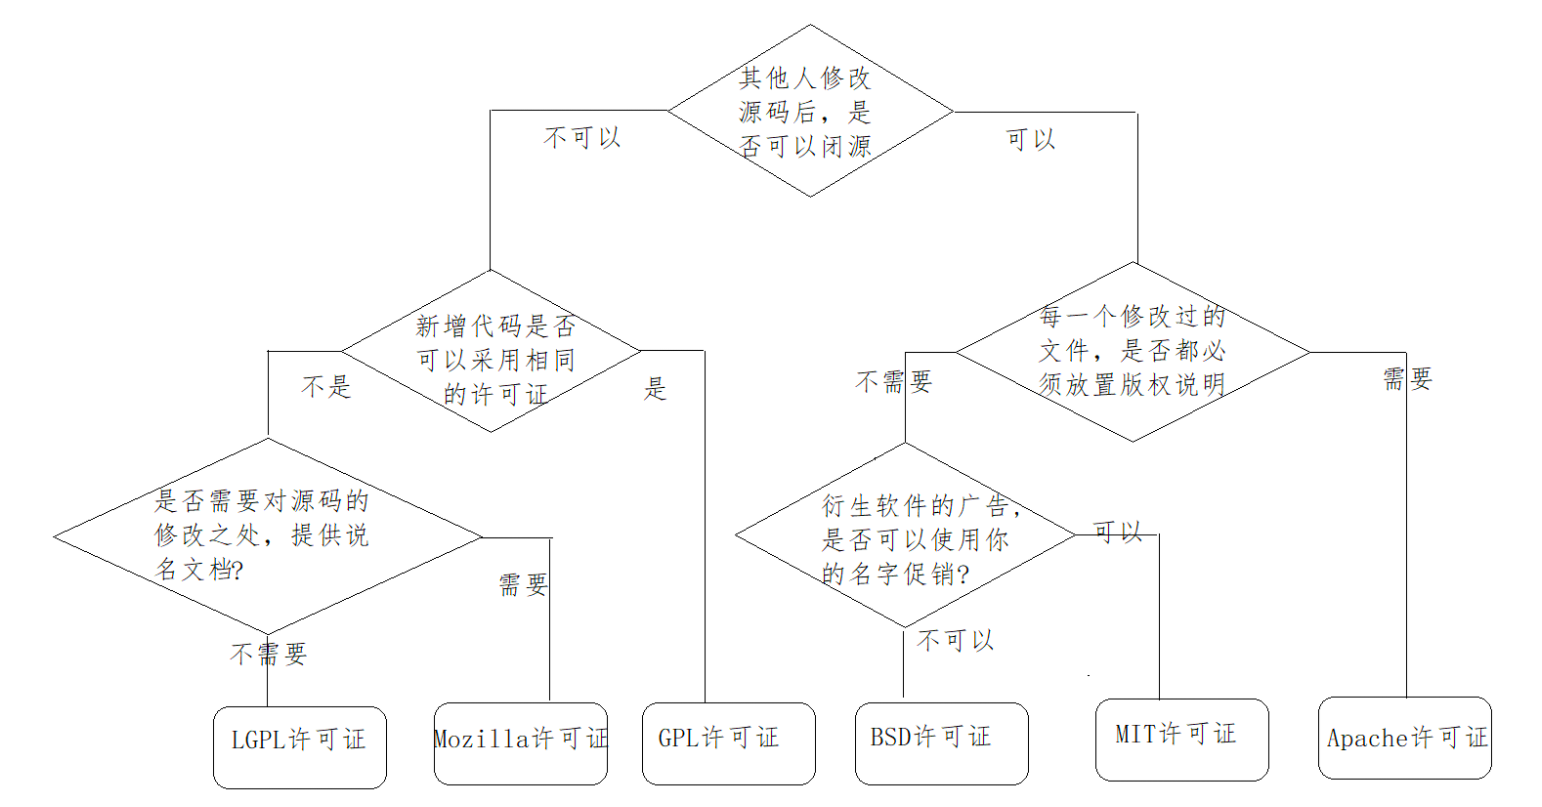 其他人修改
源码后，是
否可以闭源
不可以
可以
新增代码是否
可以采用相同
的许可证
每一个修改过的
文件，是否都必
须放置版权说明
不是
是
不需要
需要
是否需要对源码的
修改之处，提供说
名文档?
衍生软件的广告，
是否可以使用你
的名字促销?
可以
需要
不需要
不可以
LGPL许可证
Mozilla许可证
GPL许可证
BSD许可证
MIT许可证
Apache许可证